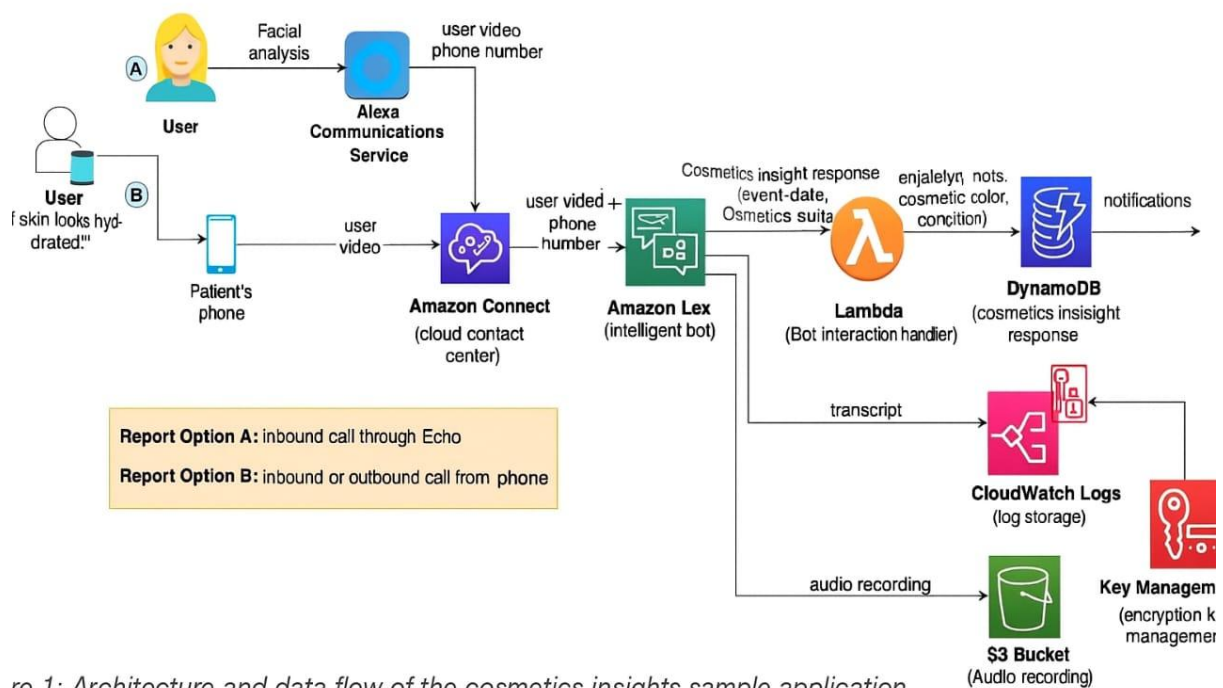 A
Facial
analysis
user video
phone number
User
Alexa
Communications
Service
User
f skin looks hyd-
drated."'
B
Patient's
phone
user
video
Amazon Connect
(cloud contact
center)
user vided +
phone
number
Amazon Lex
(intelligent bot)
Cosmetics insight response
(event-date,
Osmetics suita
Lambda
(Bot interaction handier)
enjalelyn, nots.
cosmetic color,
concition)
DynamoDB
(cosmetics insisight
response
notifications
Report Option A: inbound call through Echo
Report Option B: inbound or outbound call from phone
transcript
CloudWatch Logs
(log storage)
Key Managem
(encryption k
managemer
audio recording
$3 Bucket
(Audio recording)
re 1: Architecture and data flow of the cosmetics insights sample application